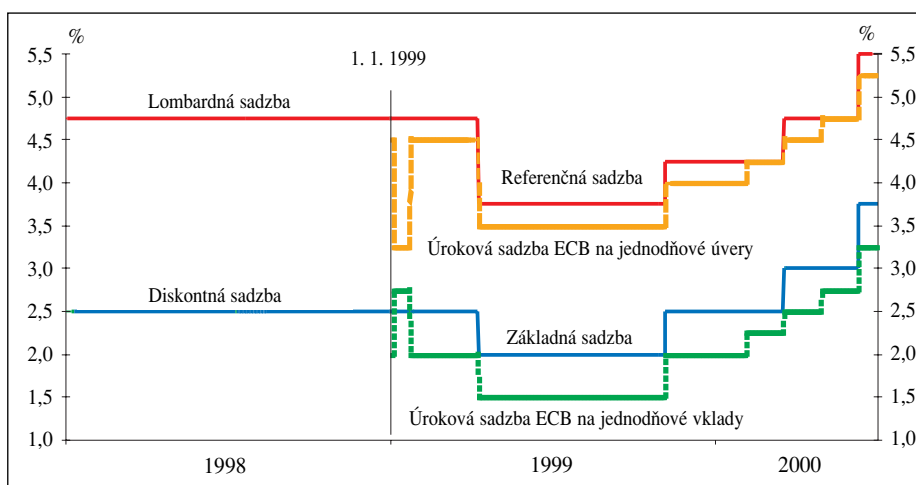 % %
1. 1. 1999
5,5 5,5
5,0 5,0
Lombardná sadzba
4,5 4,5
Referenčná sadzba
4,0 4,0
3,5 3,5
Úroková sadzba ECB na jednodňové úvery
3,0 3,0
Diskontná sadzba
2,5 2,5
Základná sadzba
2,0 2,0
1,5 1,5
Úroková sadzba ECB na jednodňové vklady
1,0 1,0
1998 1999 2000